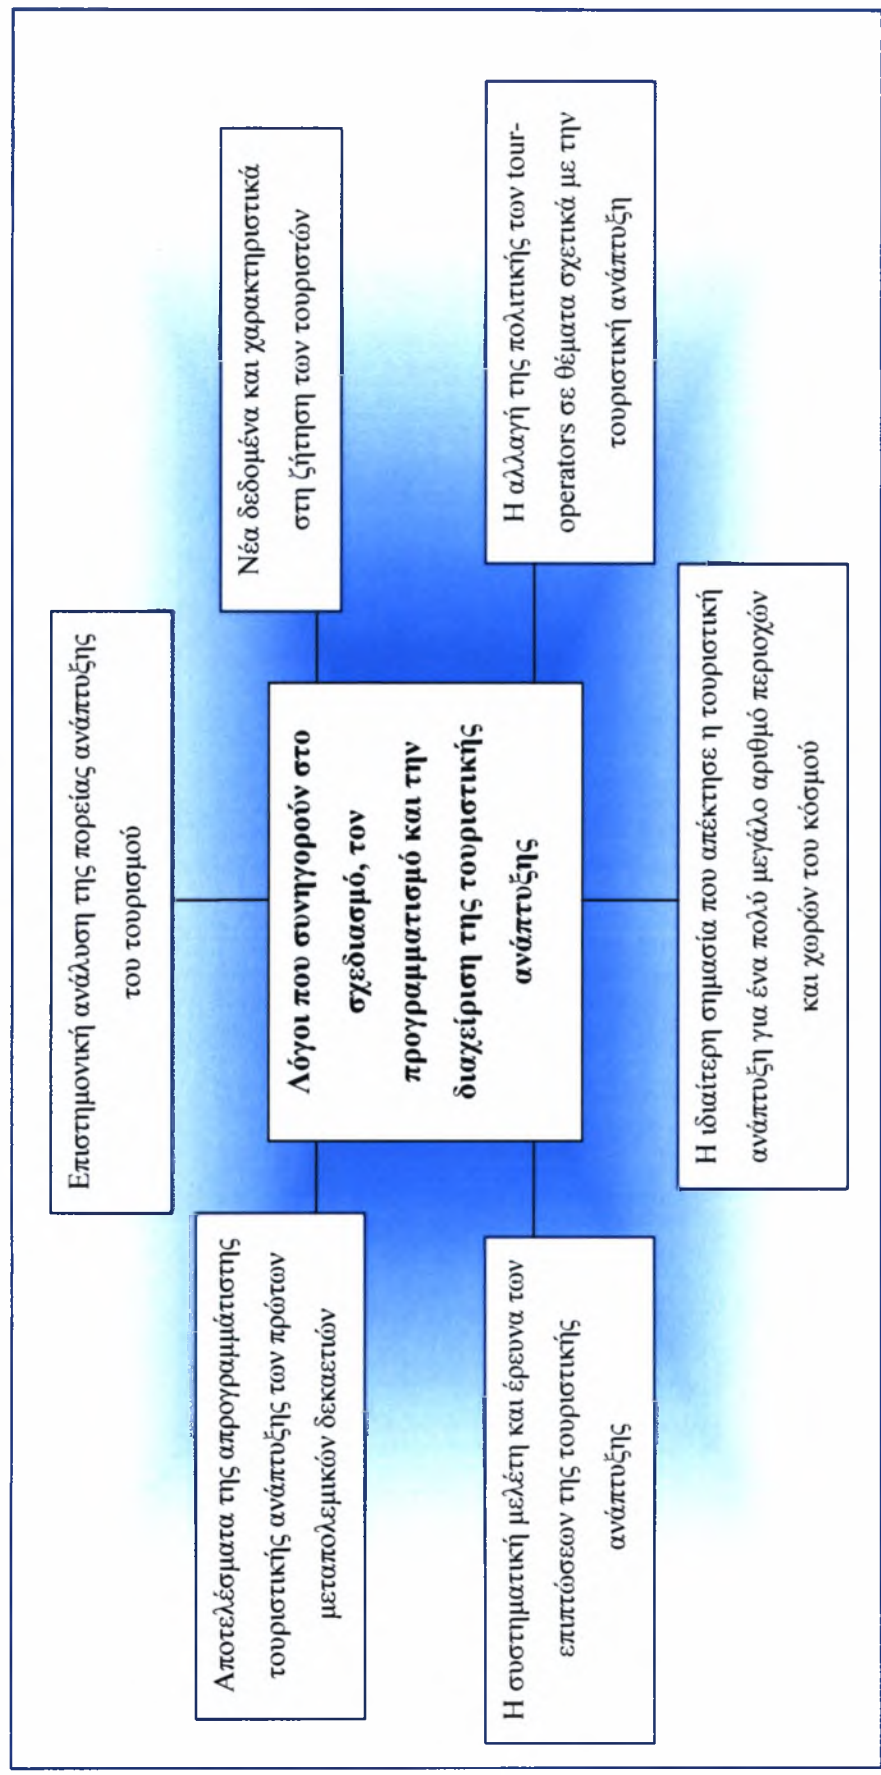 Επιστημονική ανάλυση της πορείας ανάπτυξης
του τουρισμού
Αποτελέσματα της απρογραμμάτιστης
τουριστικής ανάπτυξης των πρώτων
μεταπολεμικών δεκαετιών
Νέα δεδομένα και χαρακτηριστικά
στη ζήτηση των τουριστών
Λόγοι που συνηγορούν στο
σχεδιασμό, τον
προγραμματισμό και την
διαχείριση της τουριστικής
ανάπτυξης
Η συστηματική μελέτη και έρευνα των
επιπτώσεων της τουριστικής
ανάπτυξης
Η αλλαγή της πολιτικής των tour-
operators σε θέματα σχετικά με την
τουριστική ανάπτυξη
Η ιδιαίτερη σημασία που απέκτησε η τουριστική
ανάπτυξη για ένα πολύ μεγάλο αριθμό περιοχών
και χορών του κόσμου